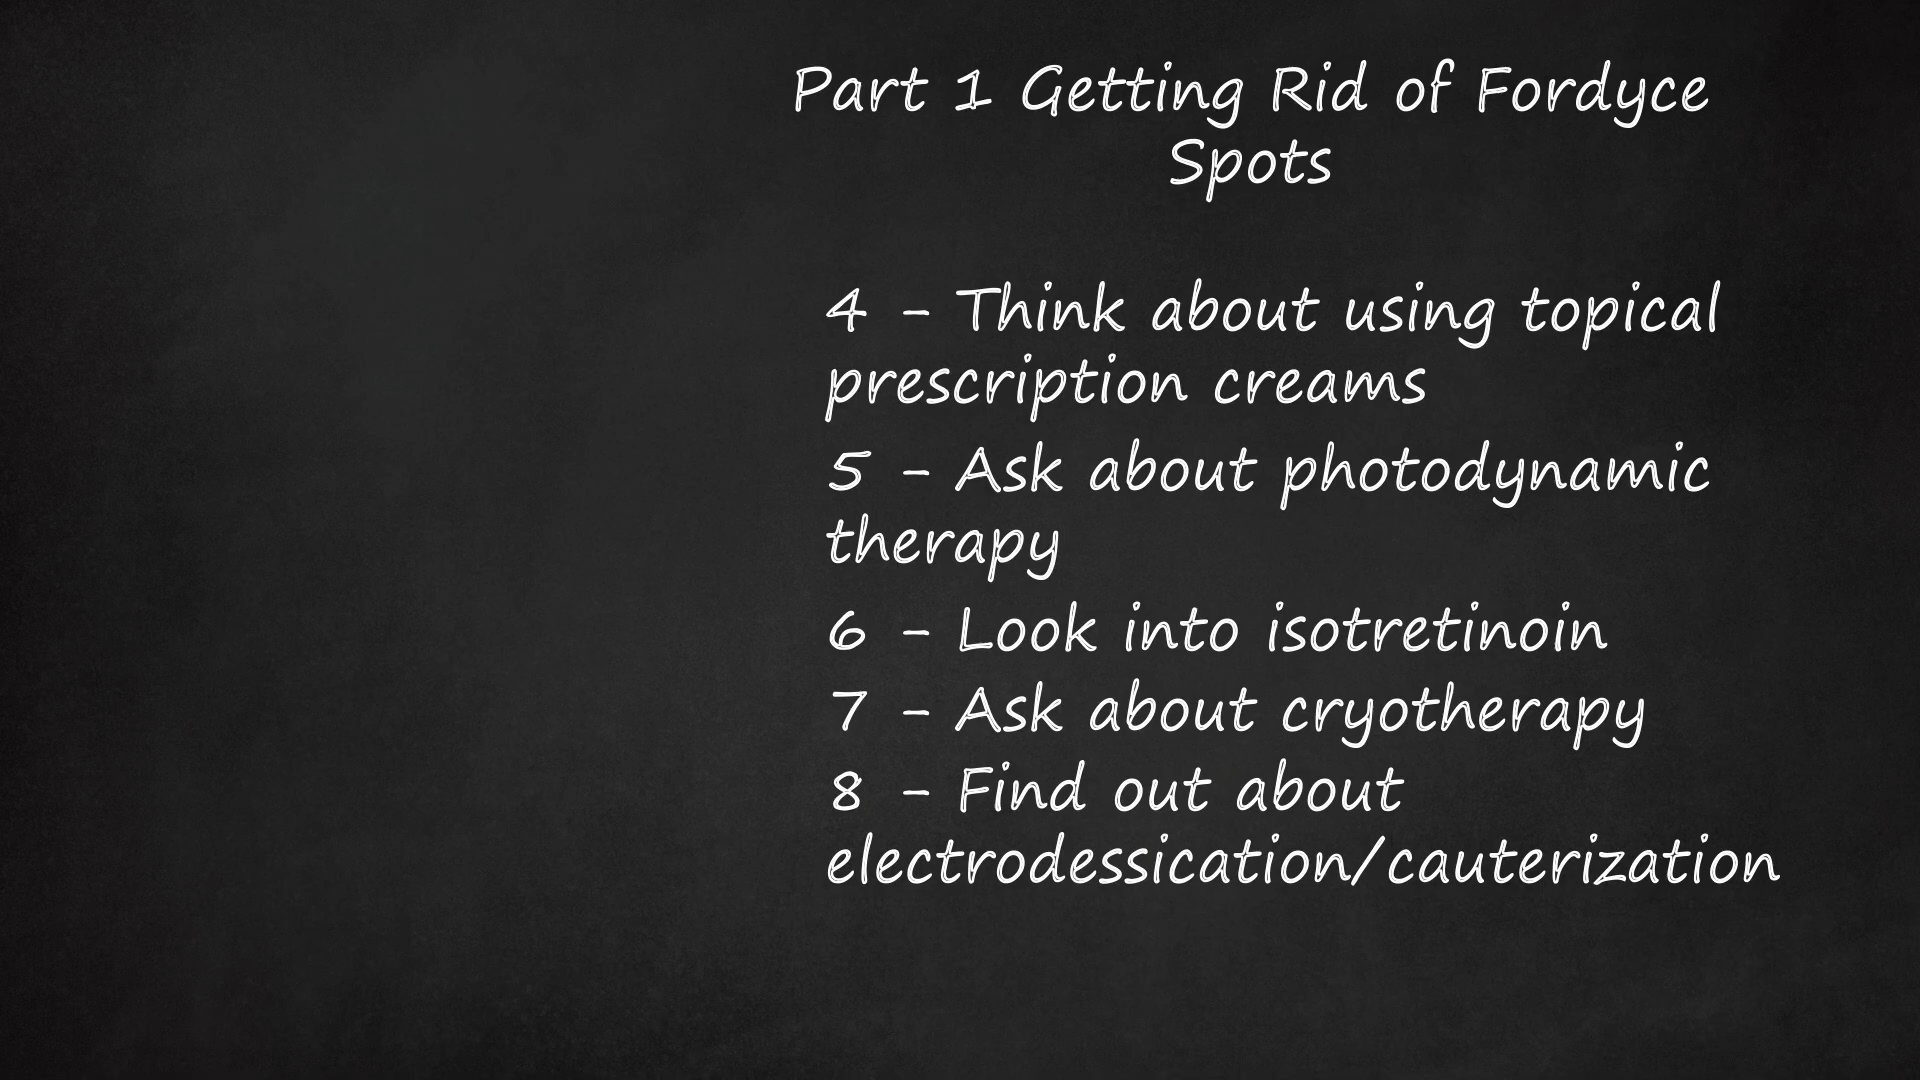 Part 1 Getting Rid of Fordyce
Spots
4 - Think about using topical
prescription creams
5 - Ask about photodynamic
therapy
6 - Look into isotretinoin
7 - Ask about cryotherapy
8 - Find out about
electrodessication/cauterization